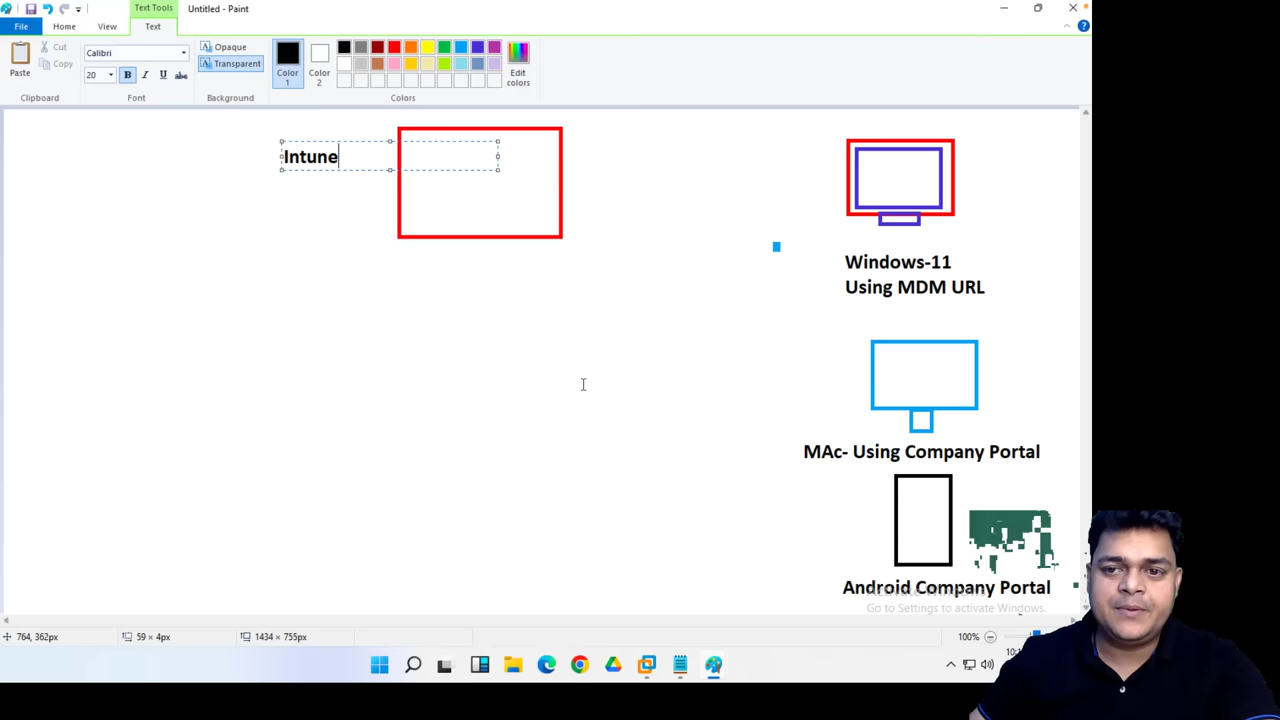 Text Tools
Untitled - Paint
File
Home
View
Text
Paste
Cut
Copy
Clipboard
Calibri
20
B
I
U
abc
Font
Opaque
Transparent
Background
Color
1
Color
2
Edit
colors
Colors
Intune
Windows-11
Using MDM URL
MAc- Using Company Portal
Android Company Portal
Activate Windows
Go to Settings to activate Windows.
764, 362px
59 × 4px
1434 × 755px
100%